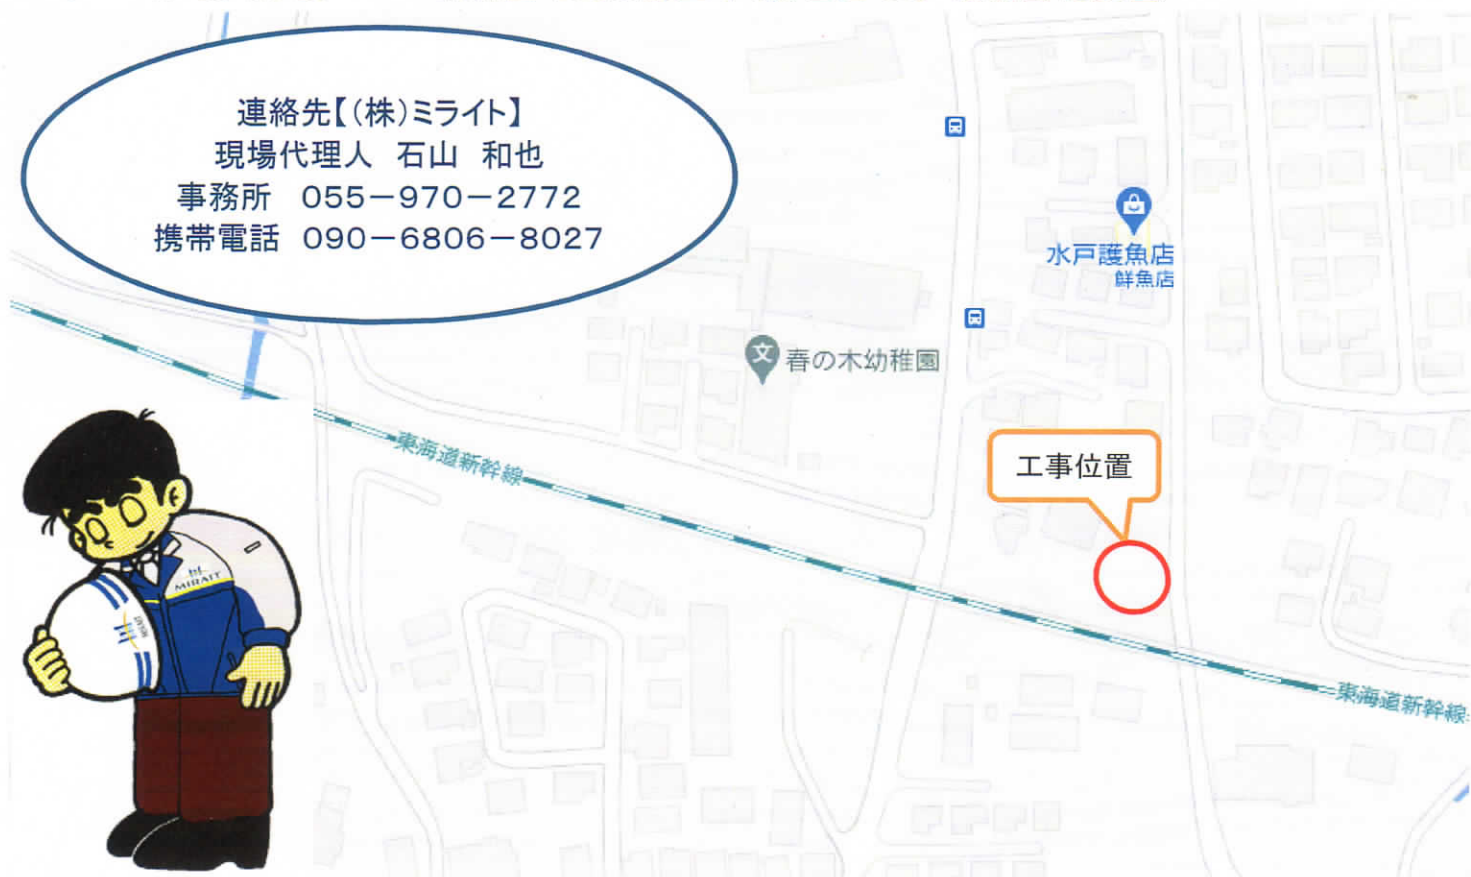 連絡先【(株)ミライト】
現場代理人 石山 和也
事務所 055-970-2772
携帯電話 090-6806-8027
水戸護魚店
鮮魚店
文 春の木幼稚園
工事位置
東海道新幹線
東海道新幹線
MIRAIT
MIRAIT